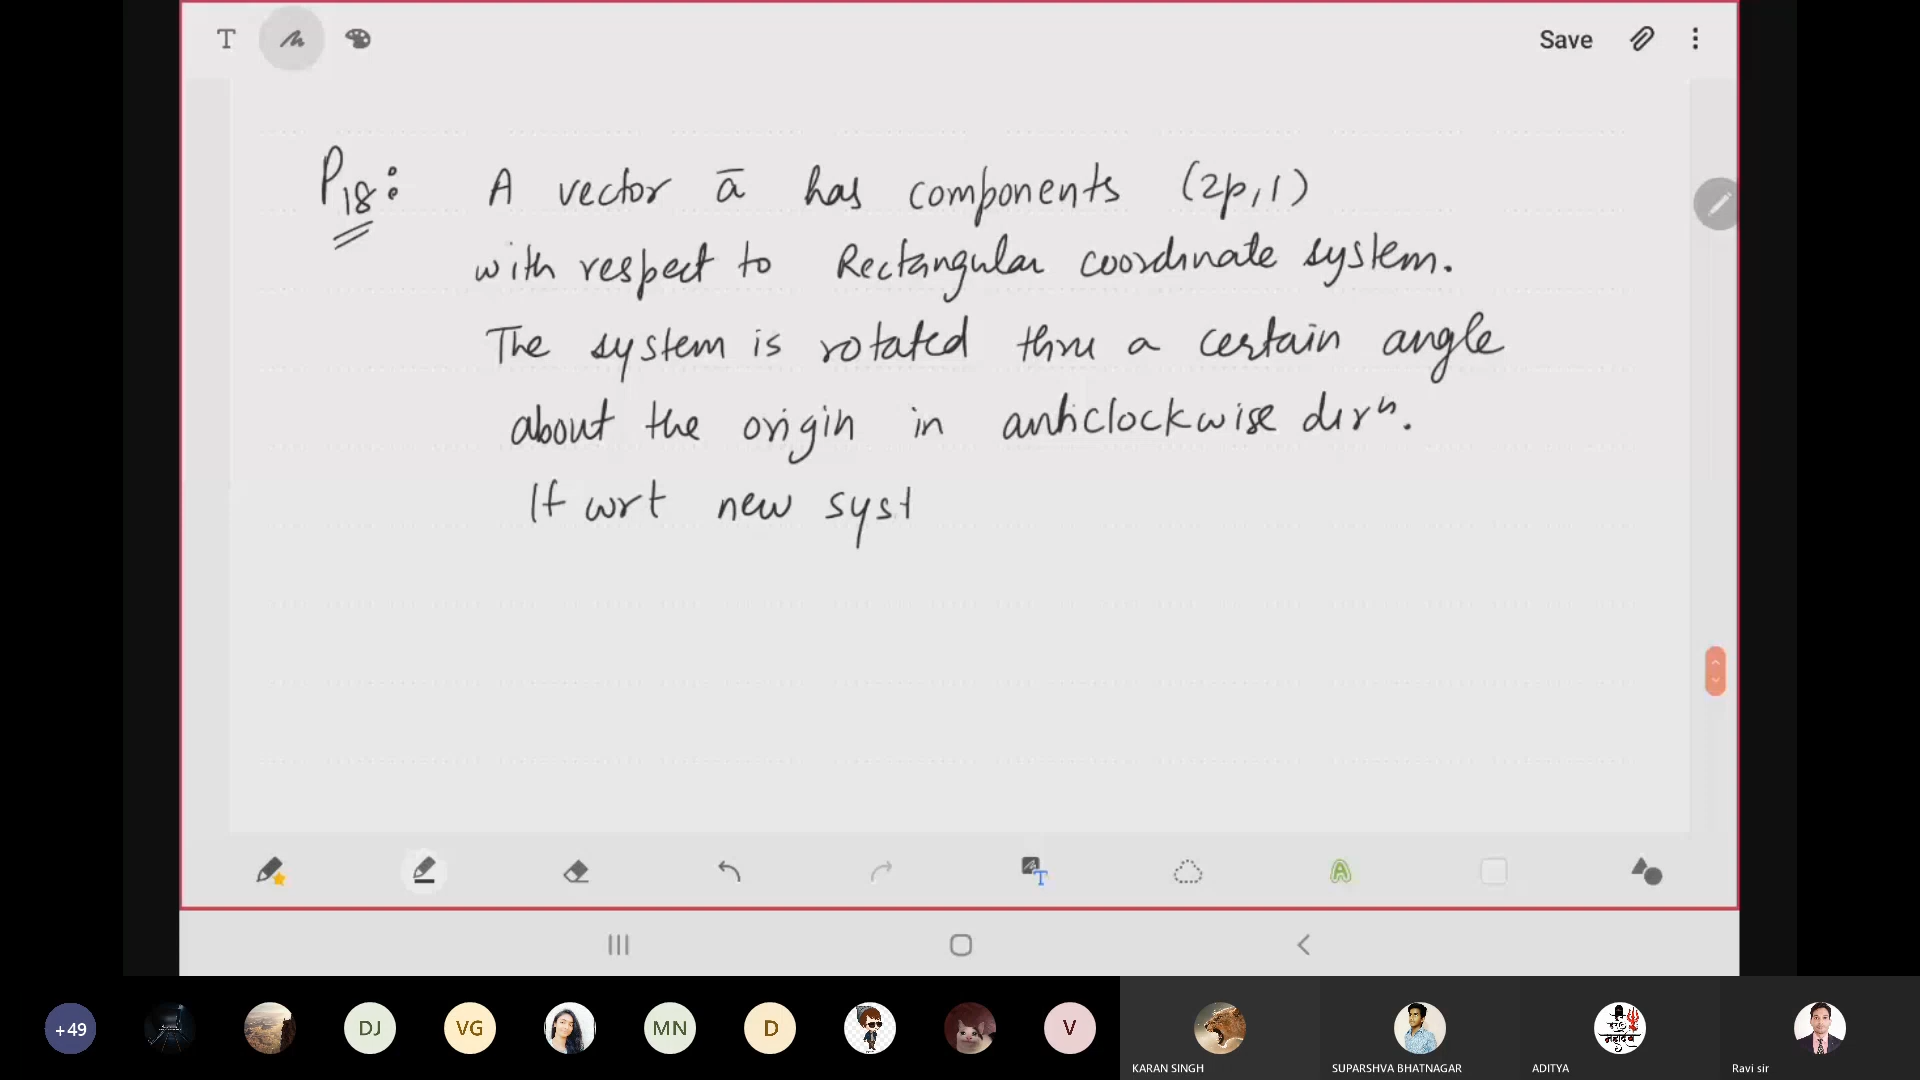 T
Save
P18: A vector a̅ has components (2p,1)
with respect to Rectangular coordinate system.
The system is rotated thru a certain angle
about the origin in anticlockwise dirⁿ.
If wrt new syst
T
A
+49
DJ
VG
MN
D
V
KARAN SINGH
SUPARSHVA BHATNAGAR
ADITYA
Ravi sir